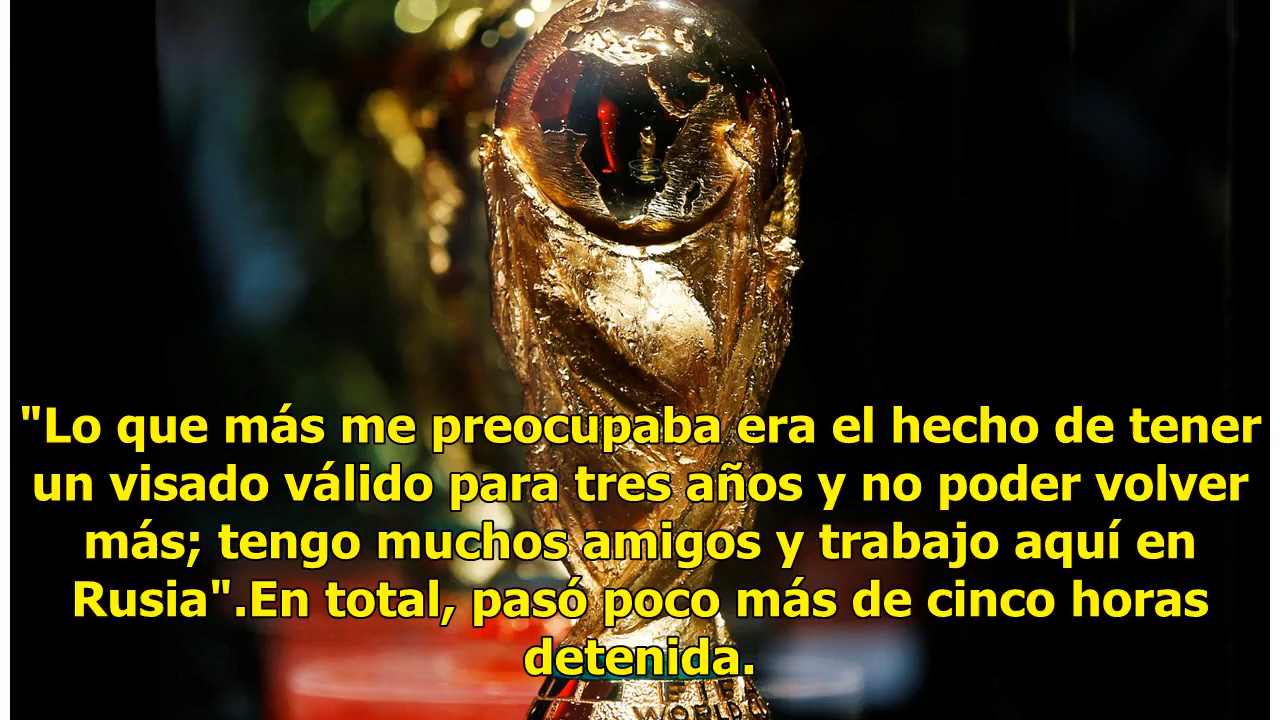 "Lo que más me preocupaba era el hecho de tener
un visado válido para tres años y no poder volver
más; tengo muchos amigos y trabajo aquí en
Rusia".En total, pasó poco más de cinco horas
detenida.
WORLD